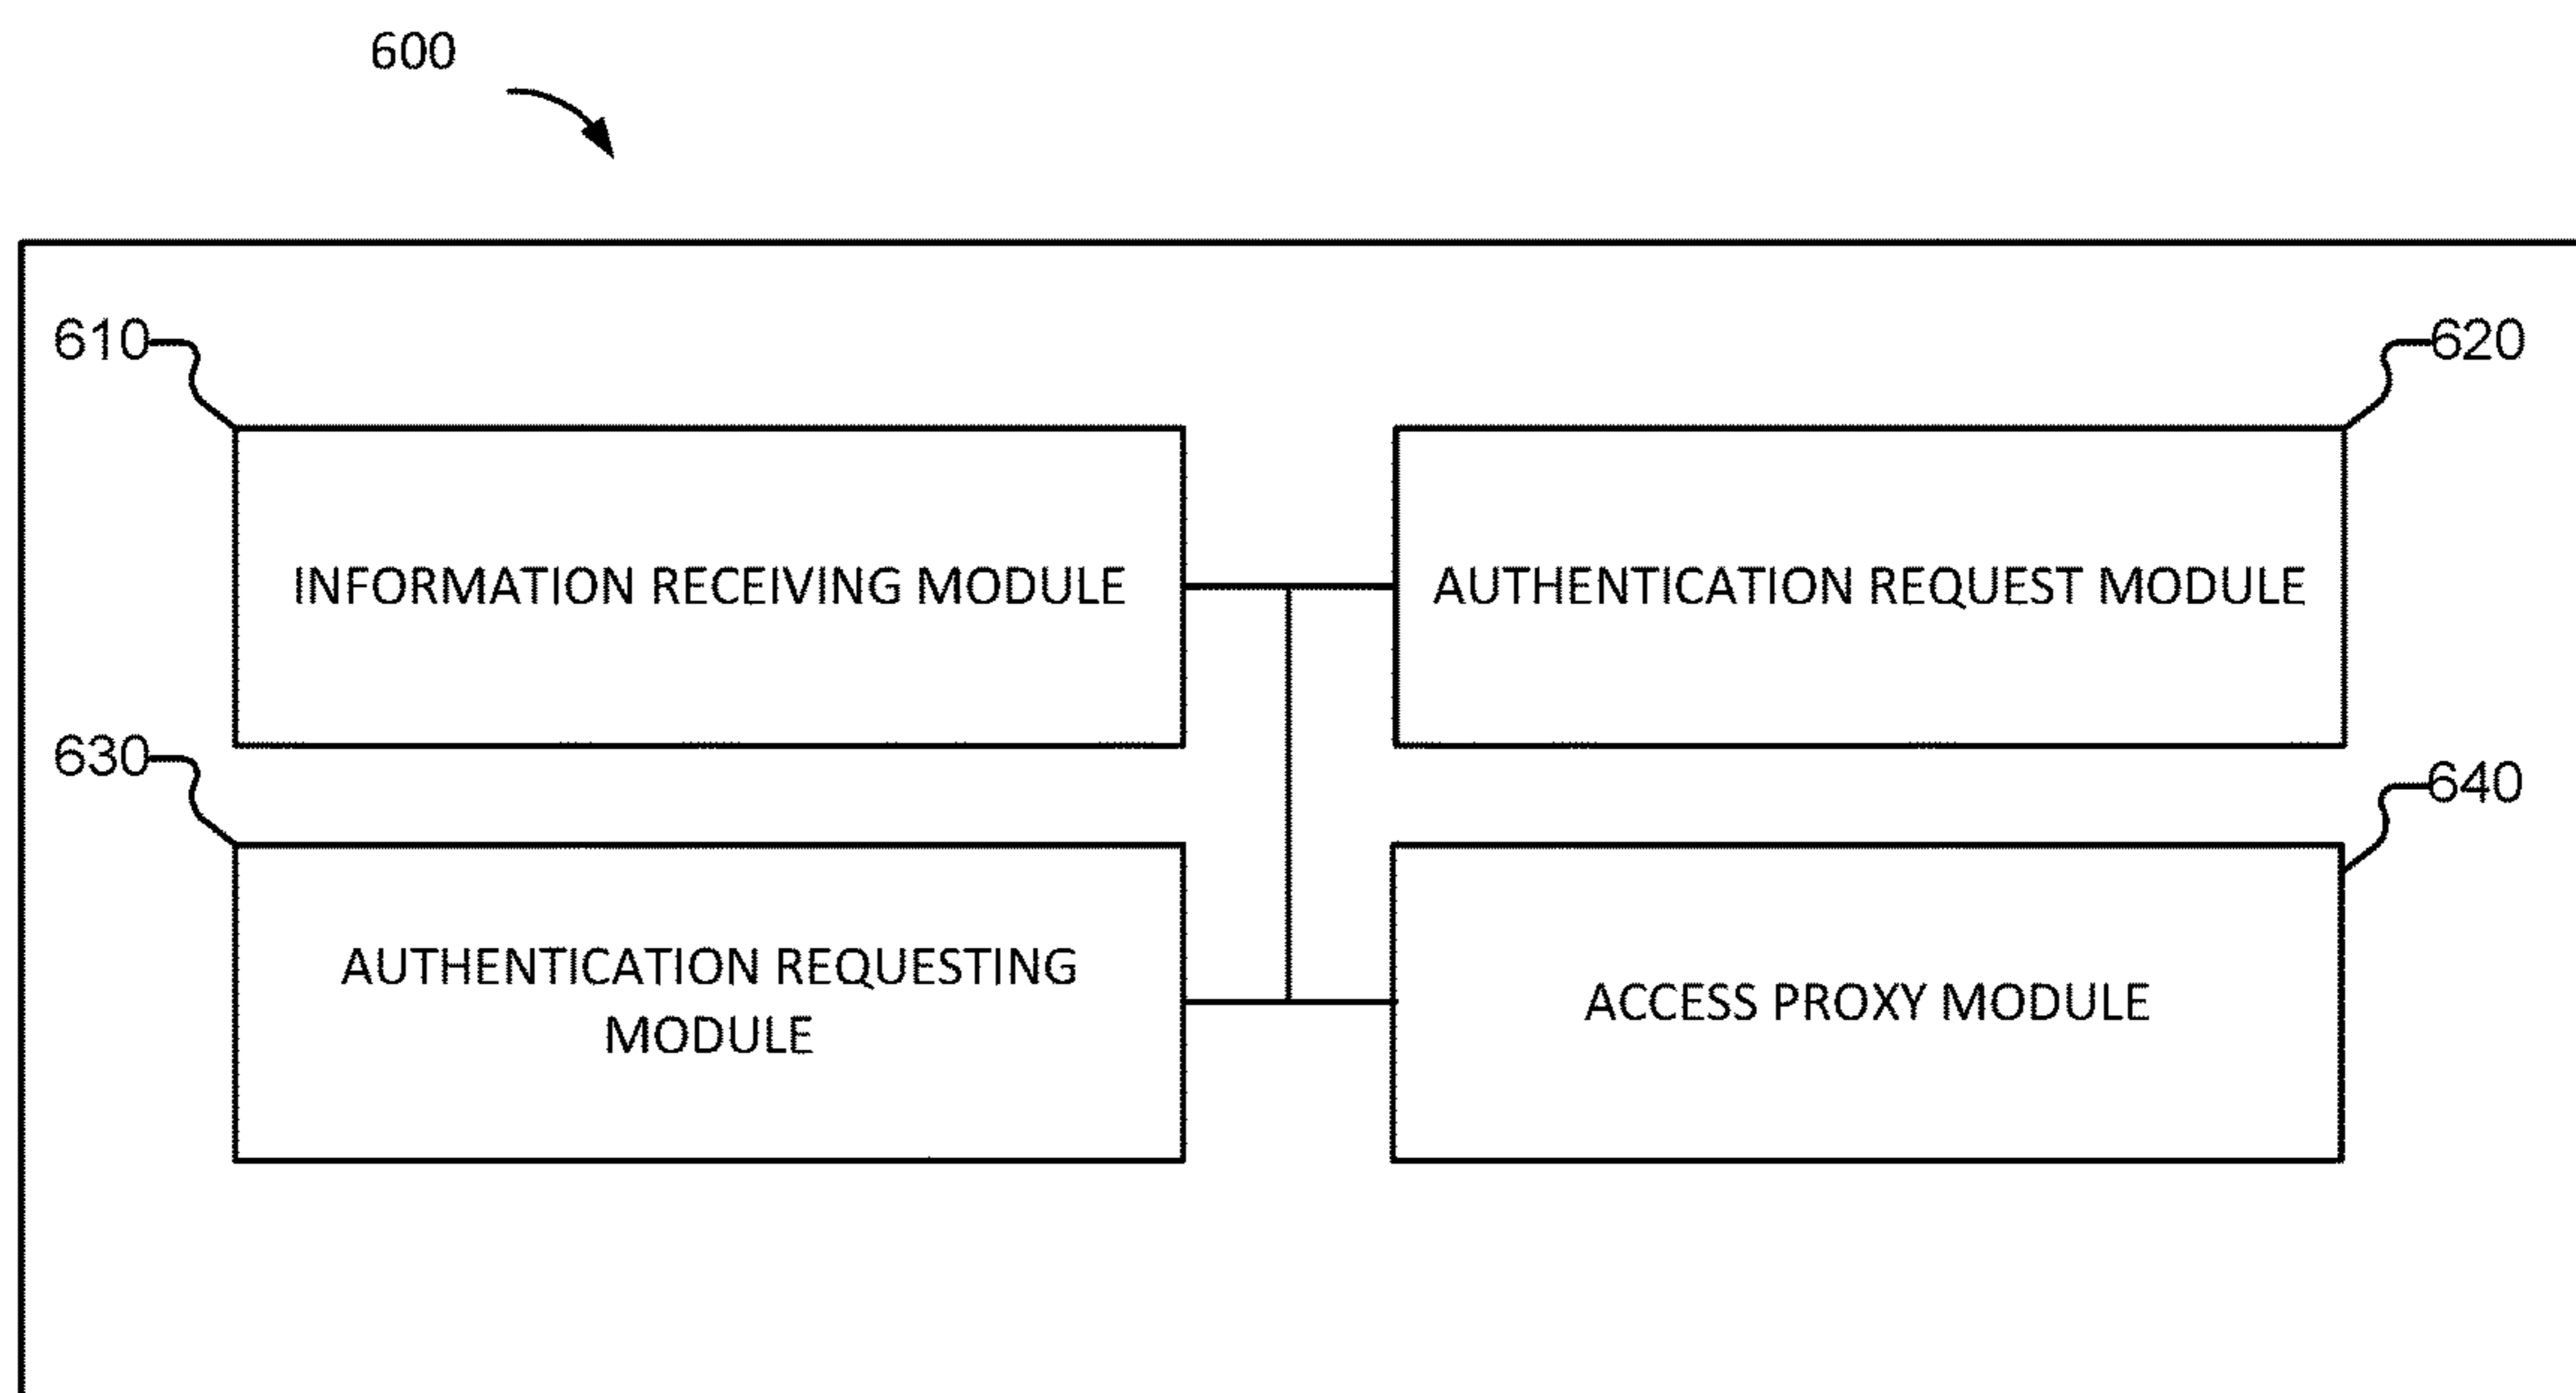 600
610
620
INFORMATION RECEIVING MODULE
AUTHENTICATION REQUEST MODULE
630
640
AUTHENTICATION REQUESTING
MODULE
ACCESS PROXY MODULE